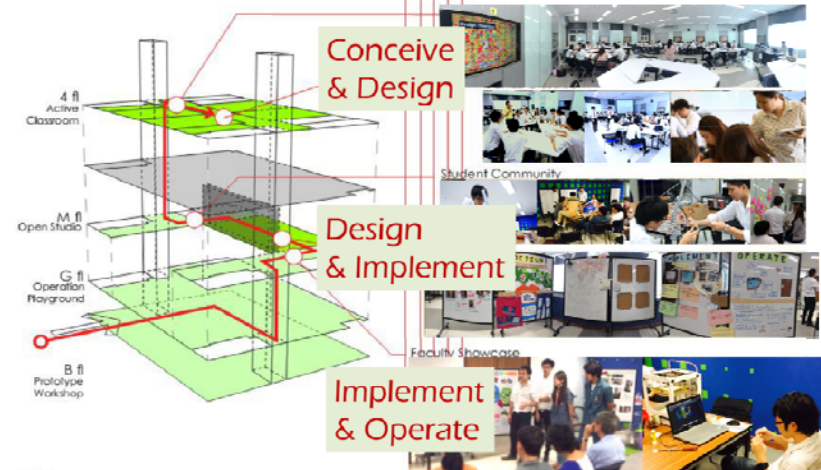 Conceive
& Design
4 fl
Active
Classroom
Student Community
M fl
Open Studio
Design
& Implement
G fl
Operation
Playground
OPERATE
Faculty Showcase
B fl
Prototype
Workshop
Implement
& Operate